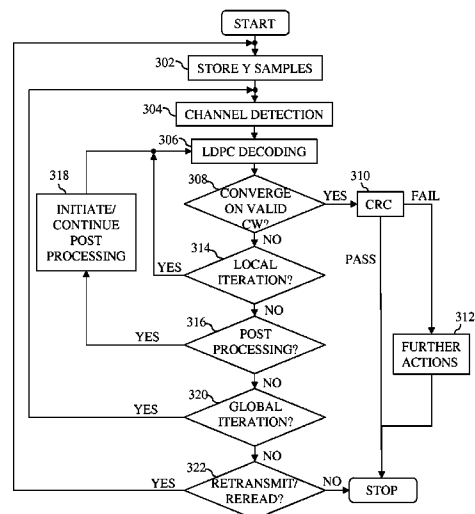 START
302
STORE Y SAMPLES
304
CHANNEL DETECTION
306
LDPC DECODING
318
INITIATE/
CONTINUE
POST
PROCESSING
308
CONVERGE
ON VALID
CW?
YES
310
CRC
FAIL
NO
314
LOCAL
ITERATION?
YES
PASS
NO
316
POST
PROCESSING?
YES
312
FURTHER
ACTIONS
NO
320
GLOBAL
ITERATION?
YES
NO
322
RETRANSMIT/
REREAD?
YES
NO
STOP